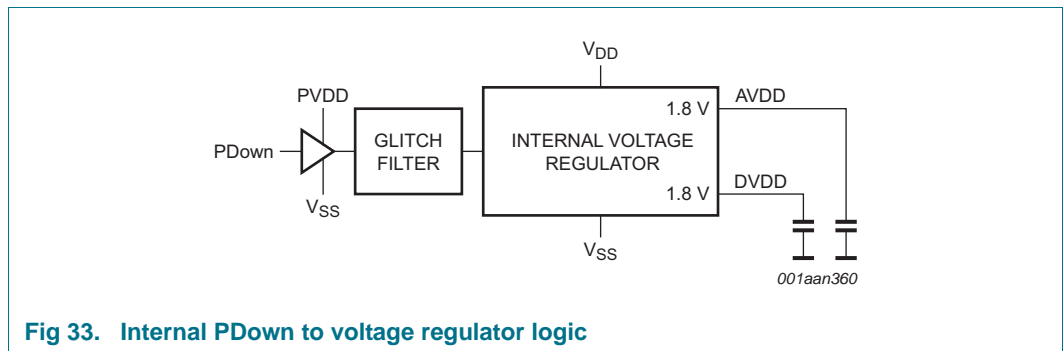 VDD
PVDD
PDown
VSS
GLITCH
FILTER
INTERNAL VOLTAGE
REGULATOR
1.8 V
AVDD
1.8 V
DVDD
VSS
001aan360
Fig 33. Internal PDown to voltage regulator logic